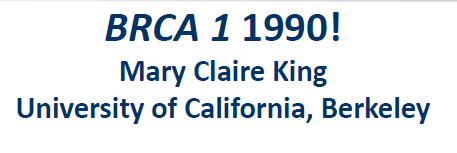 BRCA 1 1990!
Mary Claire King
University of California, Berkeley